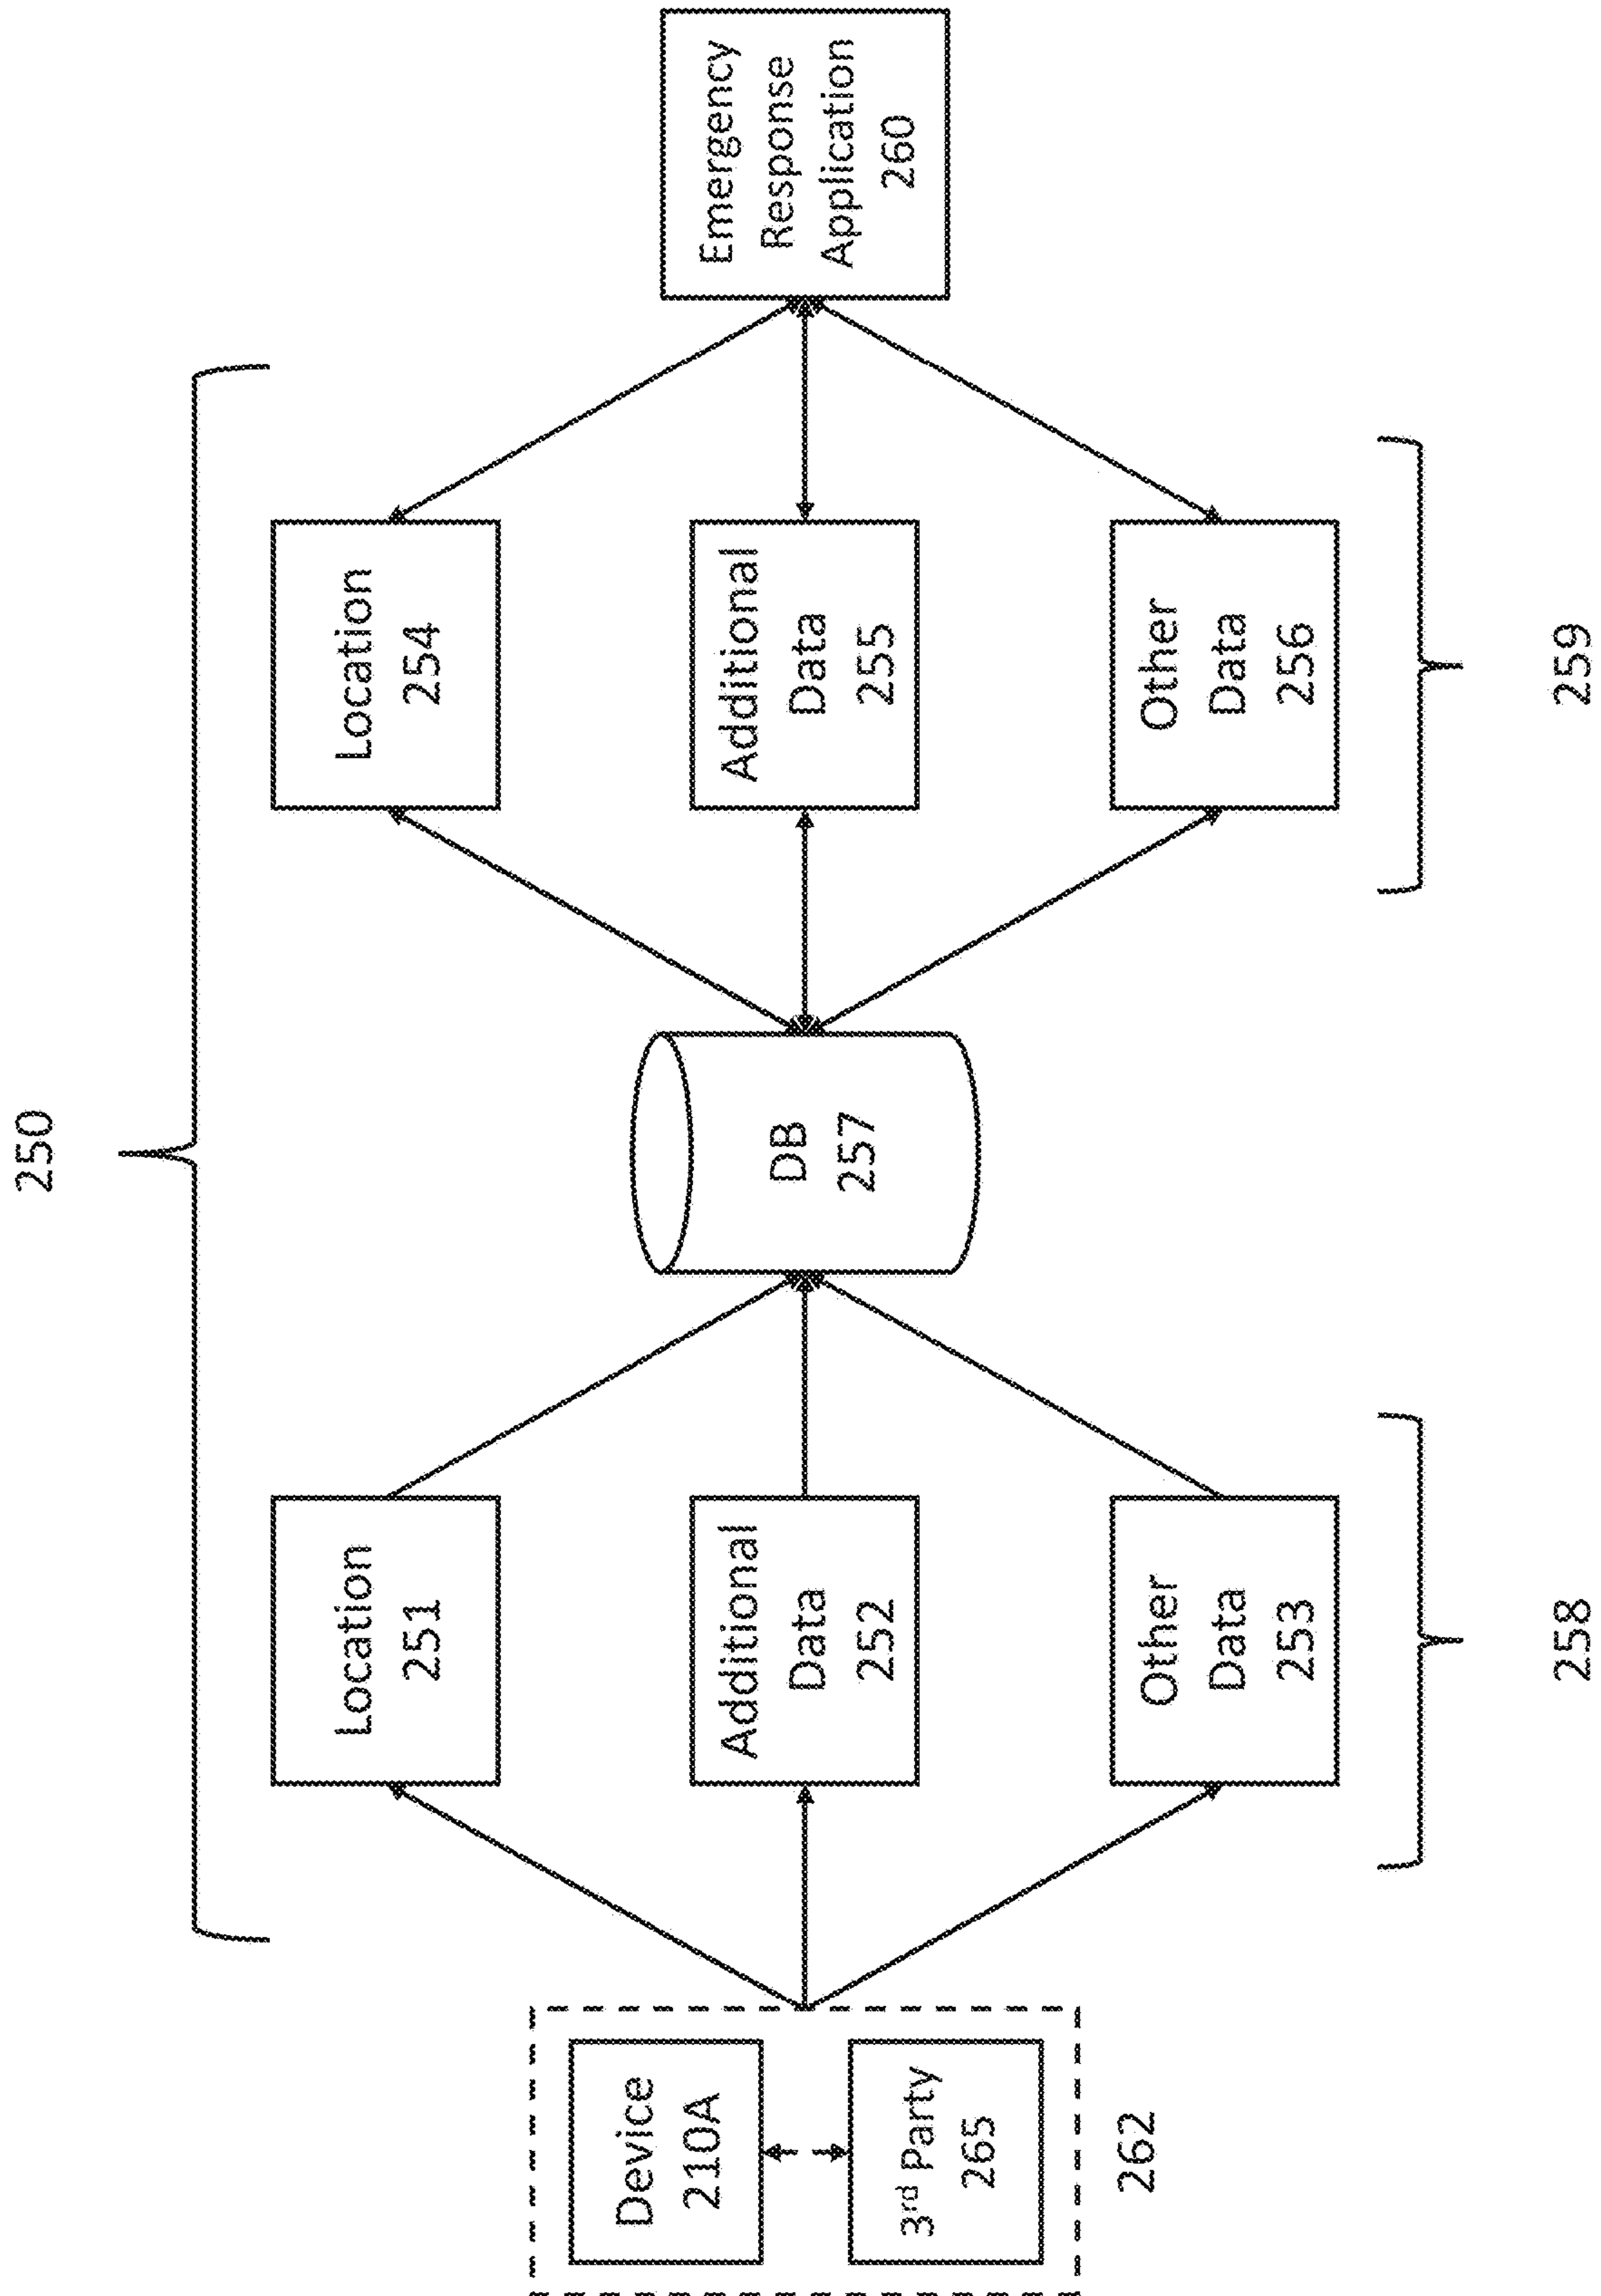 250
Device
210A
3rd Party
265
262
Location
251
Additional
Data
252
Other
Data
253
258
DB
257
Location
254
Additional
Data
255
Other
Data
256
259
Emergency
Response
Application
260